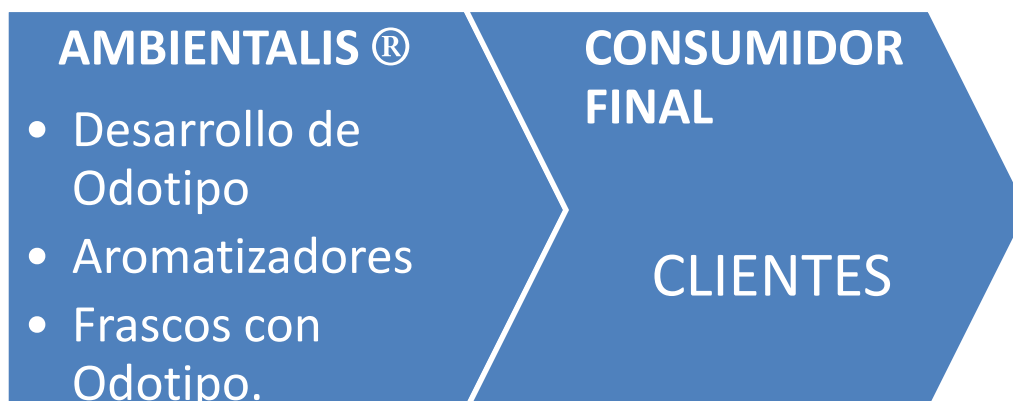 AMBIENTALIS ®
• Desarrollo de
Odotipo
• Aromatizadores
• Frascos con
Odotipo.
CONSUMIDOR
FINAL
CLIENTES